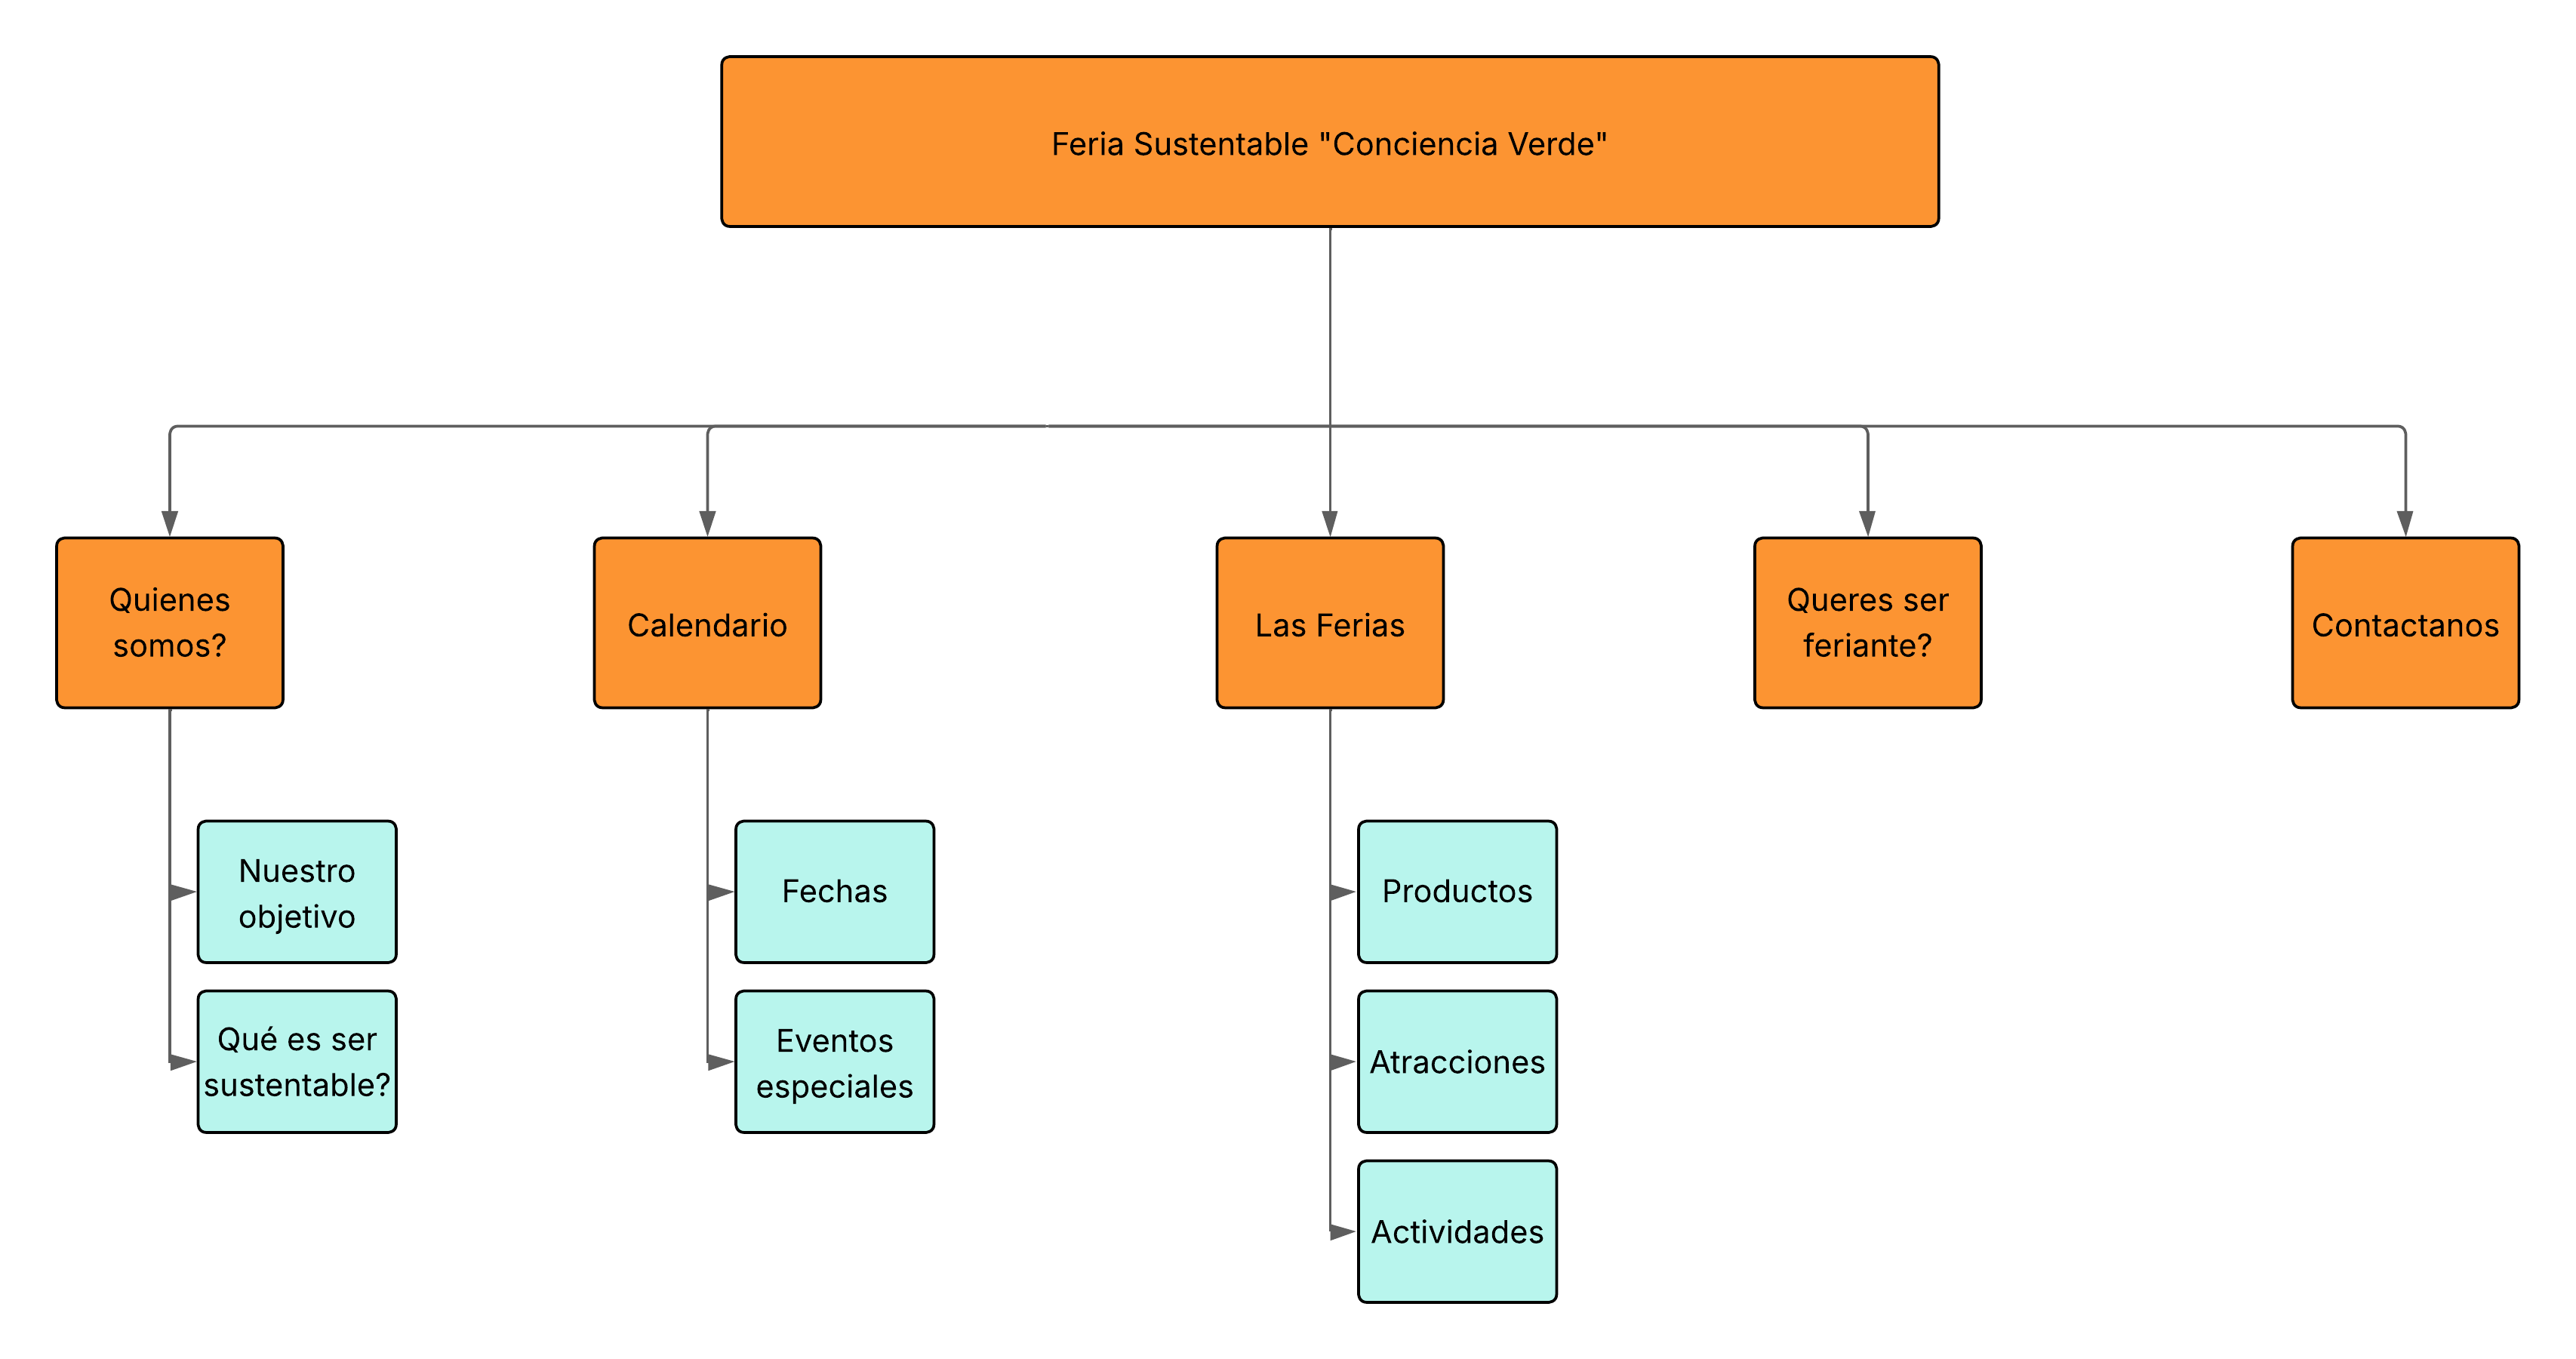 Feria Sustentable "Conciencia Verde"
Quienes
somos?
Calendario
Las Ferias
Queres ser
feriante?
Contactanos
Nuestro
objetivo
Qué es ser
sustentable?
Fechas
Eventos
especiales
Productos
Atracciones
Actividades